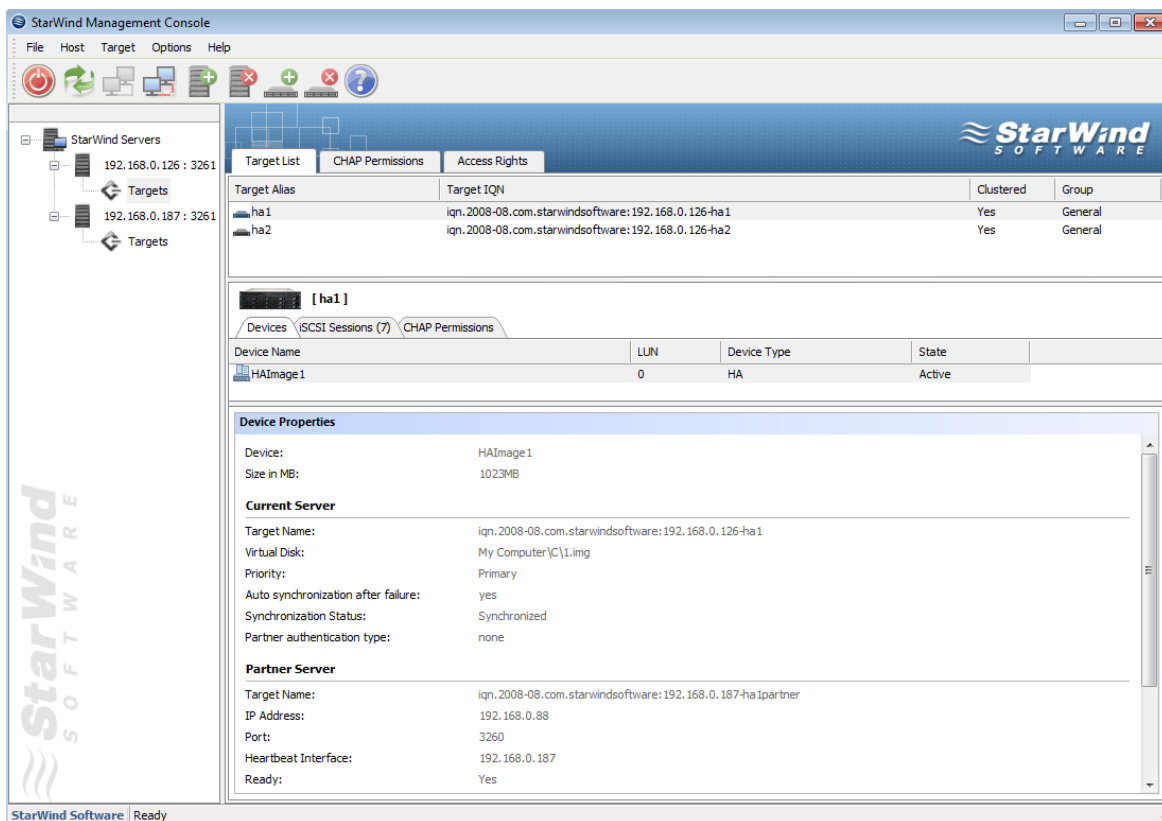 StarWind Management Console
File Host Target Options Help
StarWind Servers
192.168.0.126 : 3261
Targets
192.168.0.187 : 3261
Targets
StarWind
SOFTWARE
Target List CHAP Permissions Access Rights
Target Alias Target IQN Clustered Group
ha1 iqn.2008-08.com.starwindsoftware:192.168.0.126-ha1 Yes General
ha2 iqn.2008-08.com.starwindsoftware:192.168.0.126-ha2 Yes General
[ ha1 ]
Devices iSCSI Sessions (7) CHAP Permissions
Device Name LUN Device Type State
HAImage1 0 HA Active
Device Properties
Device: HAImage1
Size in MB: 1023MB
Current Server
Target Name: iqn.2008-08.com.starwindsoftware:192.168.0.126-ha1
Virtual Disk: My Computer\C\1.img
Priority: Primary
Auto synchronization after failure: yes
Synchronization Status: Synchronized
Partner authentication type: none
Partner Server
Target Name: iqn.2008-08.com.starwindsoftware:192.168.0.187-ha1partner
IP Address: 192.168.0.88
Port: 3260
Heartbeat Interface: 192.168.0.187
Ready: Yes
StarWind
SOFTWARE
StarWind Software Ready